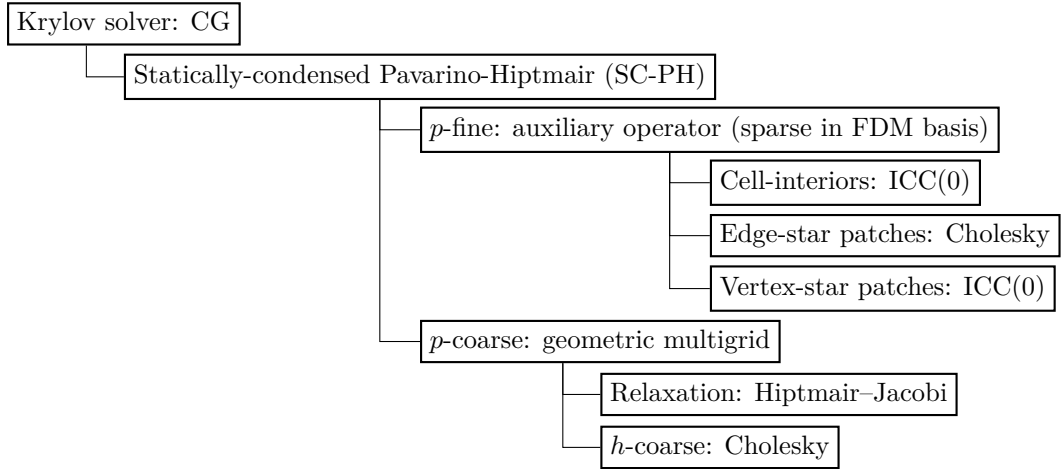 Krylov solver: CG
Statically-condensed Pavarino-Hiptmair (SC-PH)
p-fine: auxiliary operator (sparse in FDM basis)
Cell-interiors: ICC(0)
Edge-star patches: Cholesky
Vertex-star patches: ICC(0)
p-coarse: geometric multigrid
Relaxation: Hiptmair–Jacobi
h-coarse: Cholesky